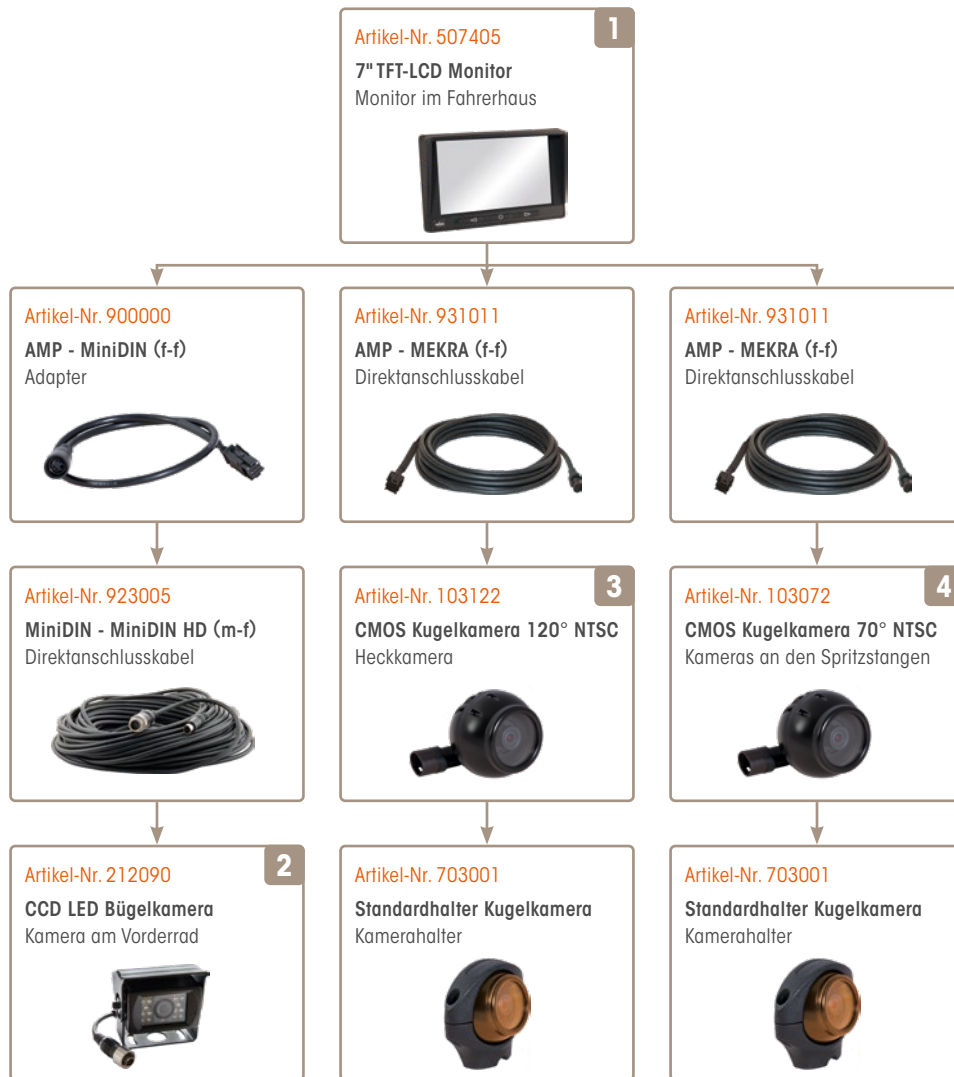 1
Artikel-Nr. 507405
7" TFT-LCD Monitor
Monitor im Fahrerhaus
Artikel-Nr. 900000
AMP - MiniDIN (f-f)
Adapter
Artikel-Nr. 931011
AMP - MEKRA (f-f)
Direktanschlusskabel
Artikel-Nr. 931011
AMP - MEKRA (f-f)
Direktanschlusskabel
Artikel-Nr. 923005
MiniDIN - MiniDIN HD (m-f)
Direktanschlusskabel
3
Artikel-Nr. 103122
CMOS Kugelkamera 120° NTSC
Heckkamera
4
Artikel-Nr. 103072
CMOS Kugelkamera 70° NTSC
Kameras an den Spritzstangen
2
Artikel-Nr. 212090
CCD LED Bügelkamera
Kamera am Vorderrad
Artikel-Nr. 703001
Standardhalter Kugelkamera
Kamerahalter
Artikel-Nr. 703001
Standardhalter Kugelkamera
Kamerahalter